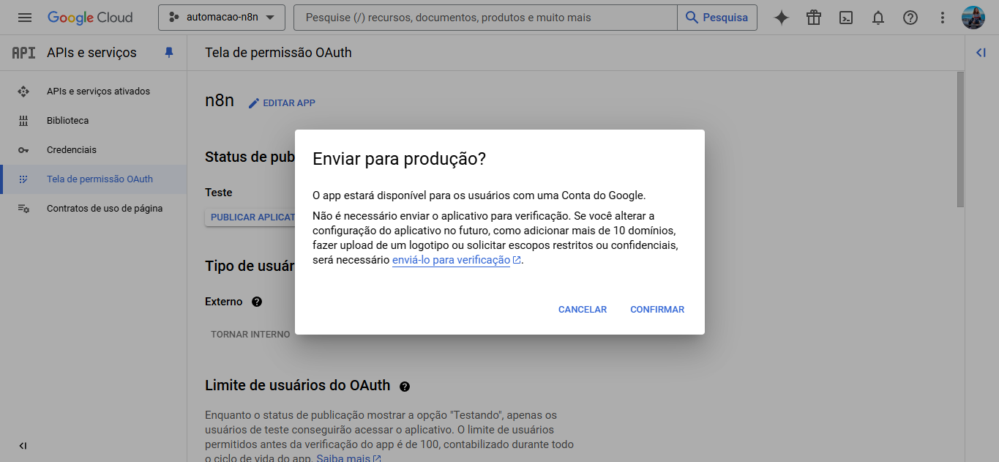 Google Cloud
automacao-n8n
Pesquise (/) recursos, documentos, produtos e muito mais
Pesquisa
API
APIs e serviços
Tela de permissão OAuth
APIs e serviços ativados
Biblioteca
Credenciais
Tela de permissão OAuth
Contratos de uso de página
n8n
EDITAR APP
Status de pub
Teste
PUBLICAR APLICAT
Tipo de usuár
Externo
TORNAR INTERNO
Enviar para produção?
O app estará disponível para os usuários com uma Conta do Google.
Não é necessário enviar o aplicativo para verificação. Se você alterar a
configuração do aplicativo no futuro, como adicionar mais de 10 domínios,
fazer upload de um logotipo ou solicitar escopos restritos ou confidenciais,
será necessário enviá-lo para verificação.
CANCELAR
CONFIRMAR
Limite de usuários do OAuth
Enquanto o status de publicação mostrar a opção "Testando", apenas os
usuários de teste conseguirão acessar o aplicativo. O limite de usuários
permitidos antes da verificação do app é de 100, contabilizado durante todo
o ciclo de vida do app. Saiba mais